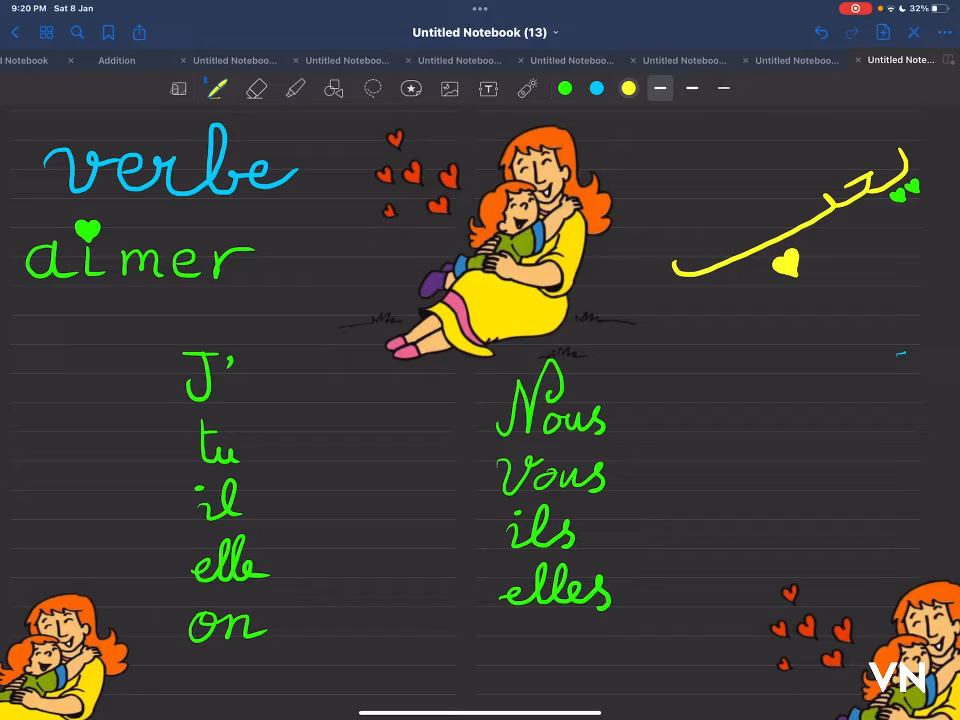 9:20 PM Sat 8 Jan
32%
Untitled Notebook (13)
d Notebook
Addition
Untitled Noteboo...
Untitled Noteboo...
Untitled Noteboo...
Untitled Noteboo...
Untitled Noteboo...
Untitled Noteboo...
Untitled Note...
verbe
aimer
J'
tu
il
elle
on
Nous
Vous
ils
elles
VN